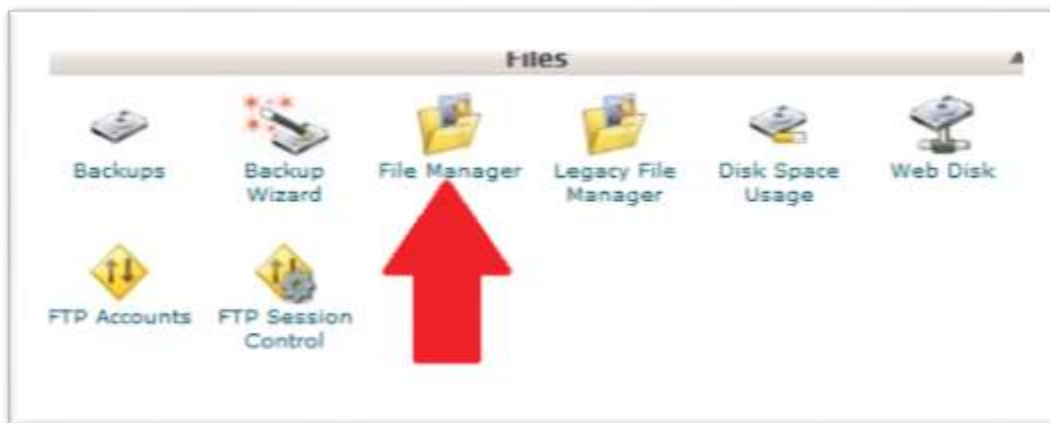 Files
Backups
Backup
Wizard
File Manager
Legacy File
Manager
Disk Space
Usage
Web Disk
FTP Accounts
FTP Session
Control